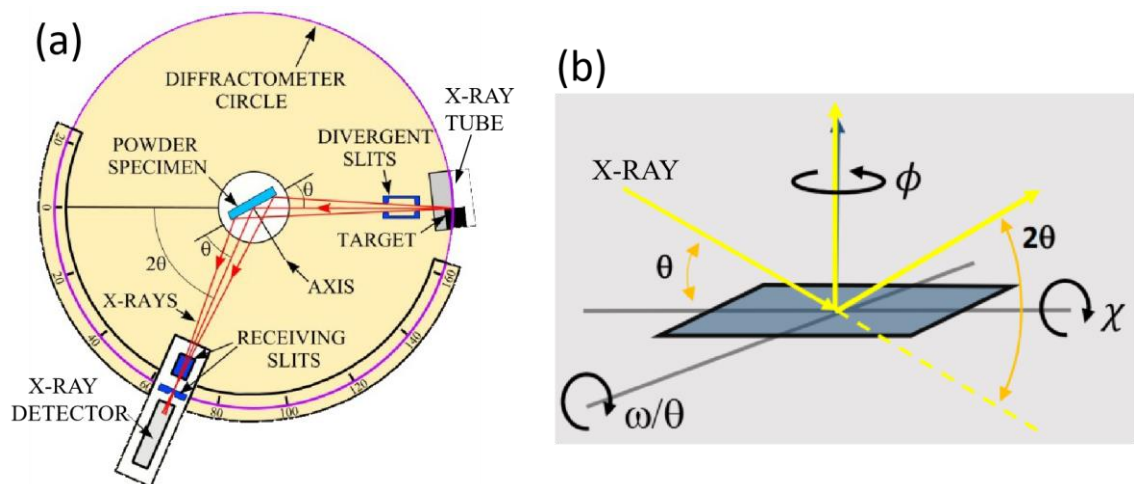 (a)
DIFFRACTOMETER
CIRCLE
X-RAY
TUBE
POWDER
SPECIMEN
DIVERGENT
SLITS
θ
TARGET
20
0
20
40
60
80
100
120
140
160
θ
2θ
AXIS
X-RAYS
RECEIVING
SLITS
X-RAY
DETECTOR
(b)
X-RAY
ϕ
θ
2θ
χ
ω/θ